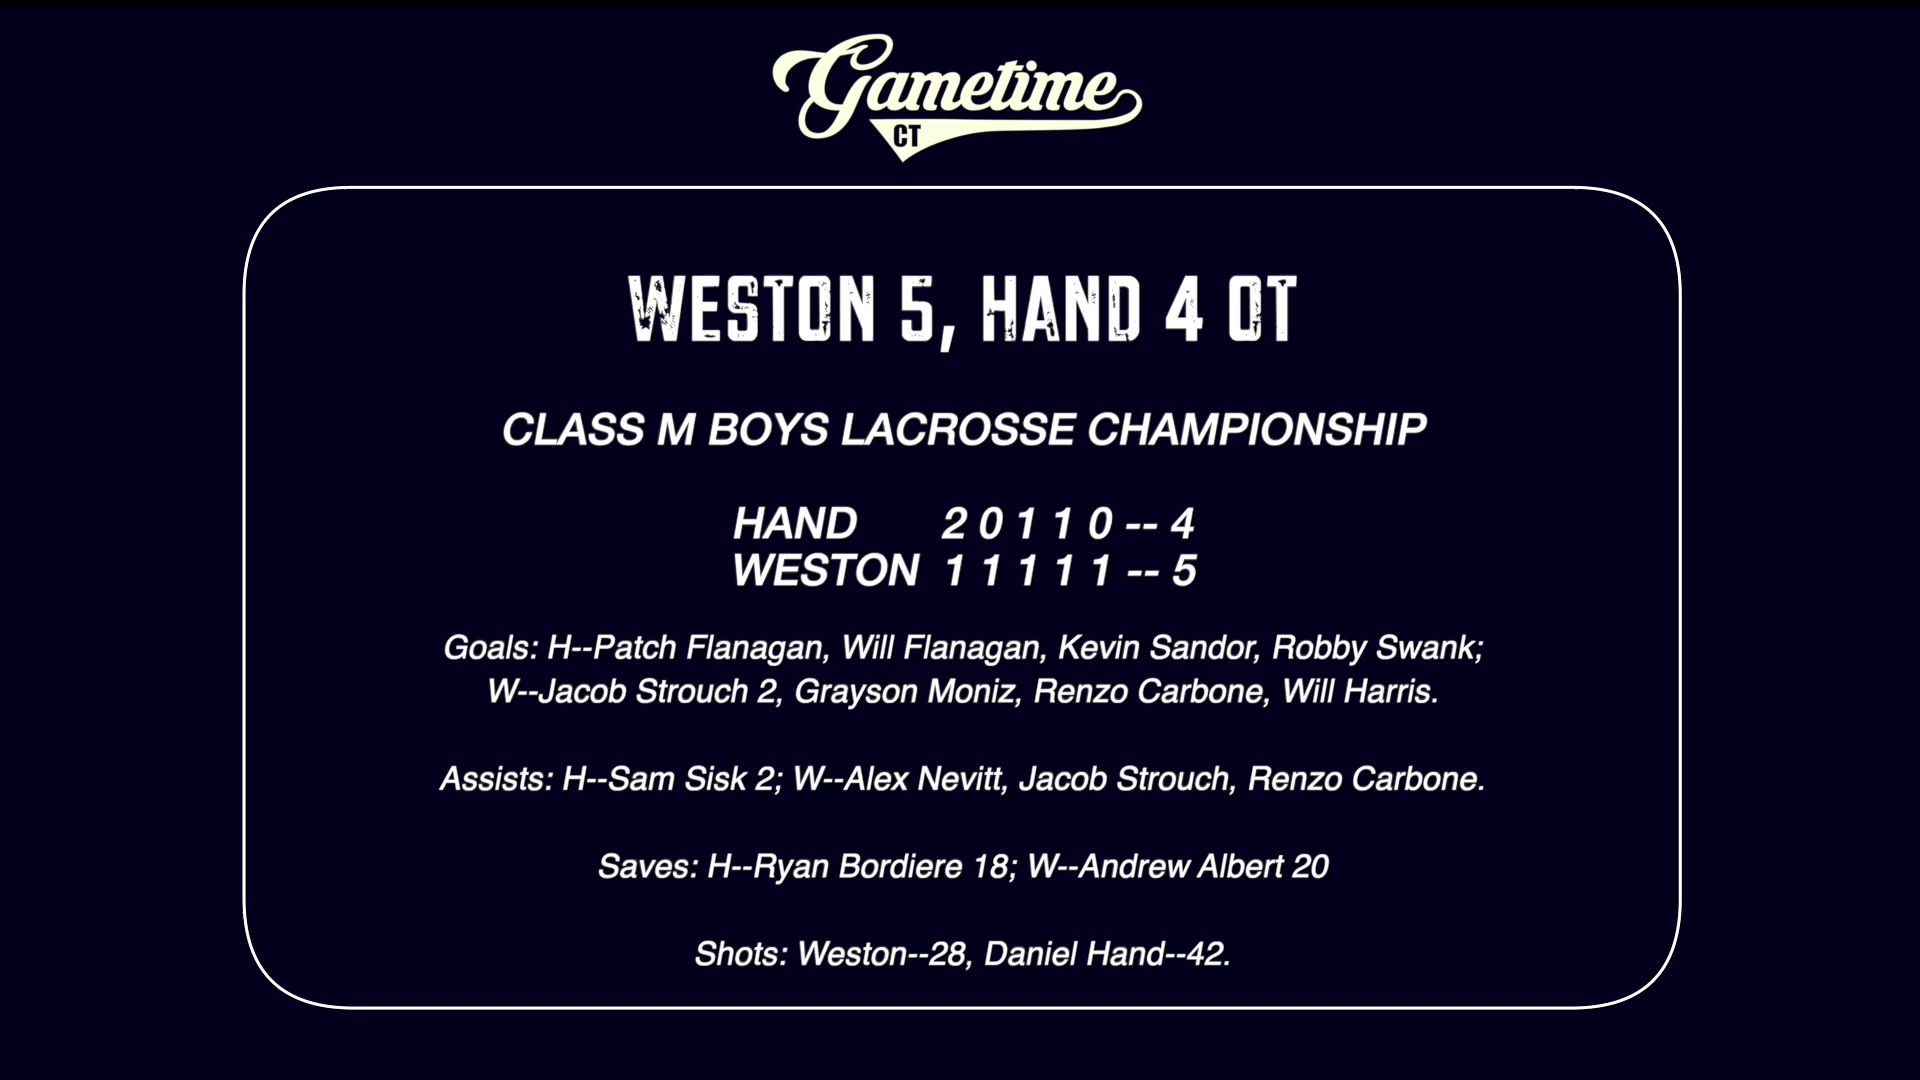 Gametime
CT
WESTON 5, HAND 4 OT
CLASS M BOYS LACROSSE CHAMPIONSHIP
HAND 2 0 1 1 0 -- 4
WESTON 1 1 1 1 1 -- 5
Goals: H--Patch Flanagan, Will Flanagan, Kevin Sandor, Robby Swank;
W--Jacob Strouch 2, Grayson Moniz, Renzo Carbone, Will Harris.
Assists: H--Sam Sisk 2; W--Alex Nevitt, Jacob Strouch, Renzo Carbone.
Saves: H--Ryan Bordiere 18; W--Andrew Albert 20
Shots: Weston--28, Daniel Hand--42.